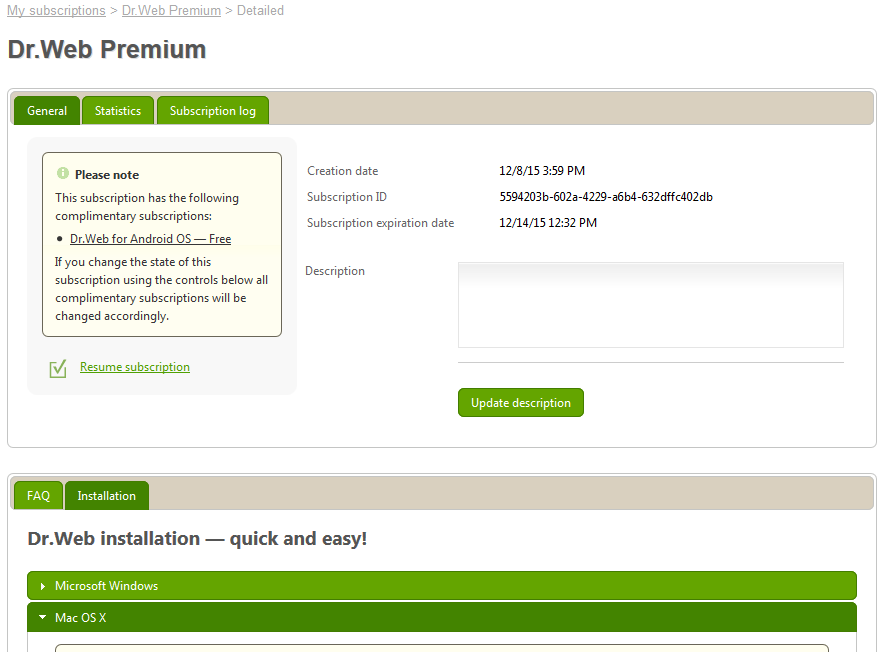 My subscriptions > Dr.Web Premium > Detailed
Dr.Web Premium
General
Statistics
Subscription log
Please note
This subscription has the following
complimentary subscriptions:
• Dr.Web for Android OS — Free
If you change the state of this
subscription using the controls below all
complimentary subscriptions will be
changed accordingly.
Resume subscription
Creation date 12/8/15 3:59 PM
Subscription ID 5594203b-602a-4229-a6b4-632dffc402db
Subscription expiration date 12/14/15 12:32 PM
Description
Update description
FAQ
Installation
Dr.Web installation — quick and easy!
Microsoft Windows
Mac OS X